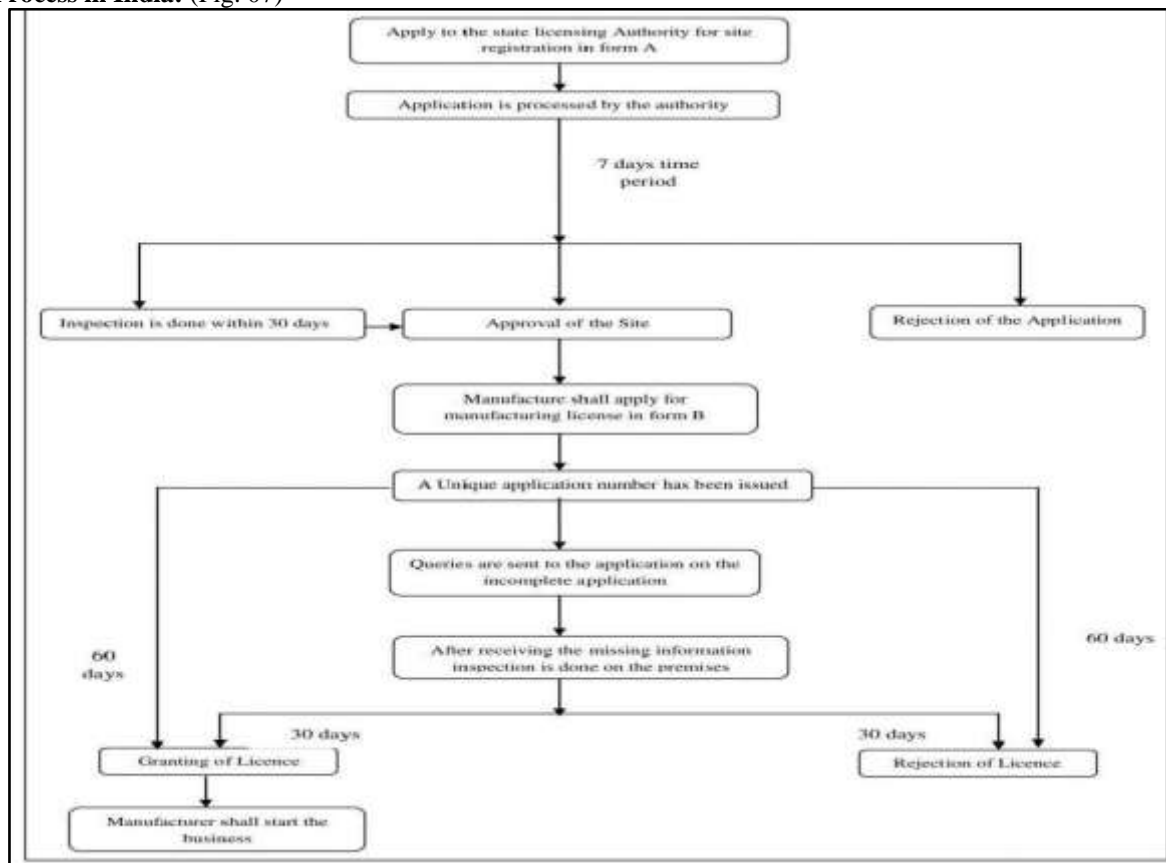 Process in India: (Fig. 07)
Apply to the state licensing Authority for site
registration in form A
Application is processed by the authority
7 days time
period
Inspection is done within 30 days
Approval of the Site
Rejection of the Application
Manufacture shall apply for
manufacturing license in form B
A Unique application number has been issued
Queries are sent to the application on the
incomplete application
After receiving the missing information
inspection is done on the premises
60
days
60 days
30 days
30 days
Granting of Licence
Rejection of Licence
Manufacturer shall start the
business